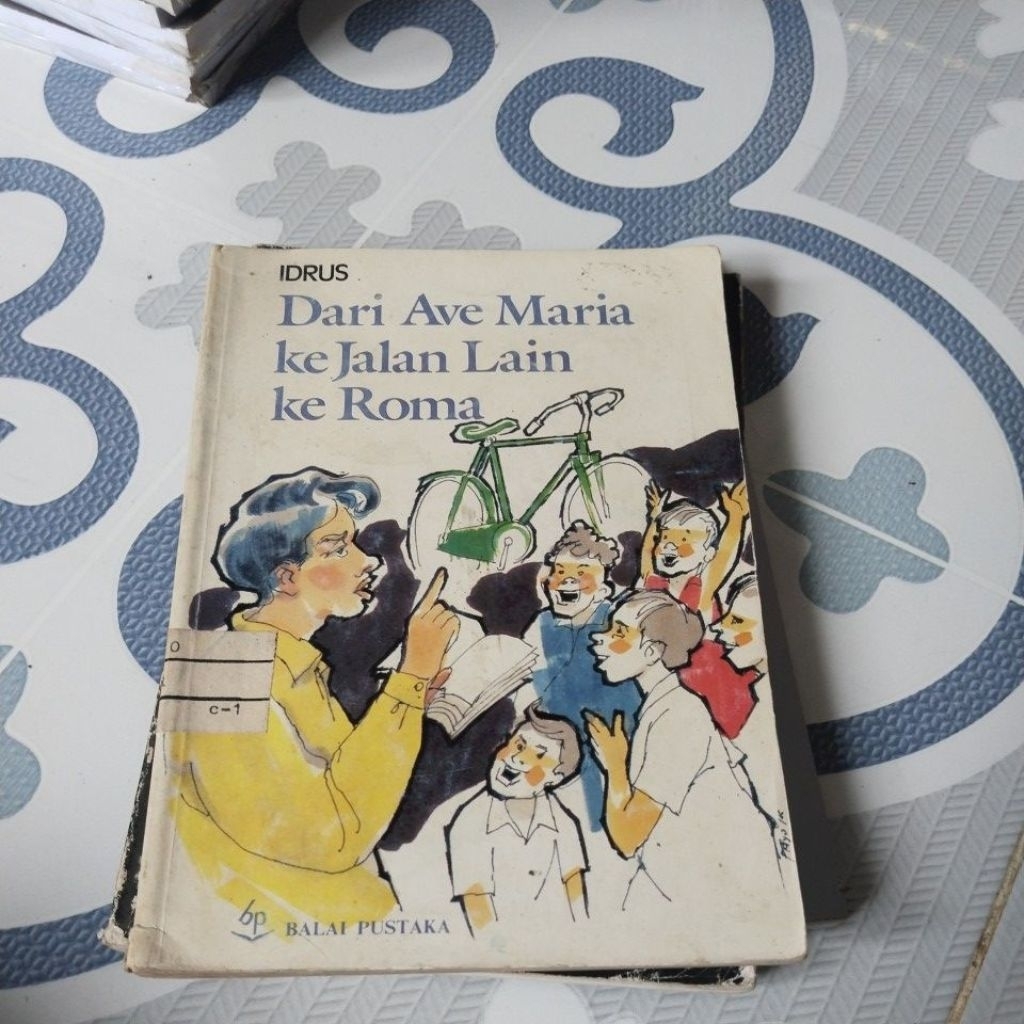 IDRUS
Dari Ave Maria
ke Jalan Lain
ke Roma
O
c-1
bp BALAI PUSTAKA